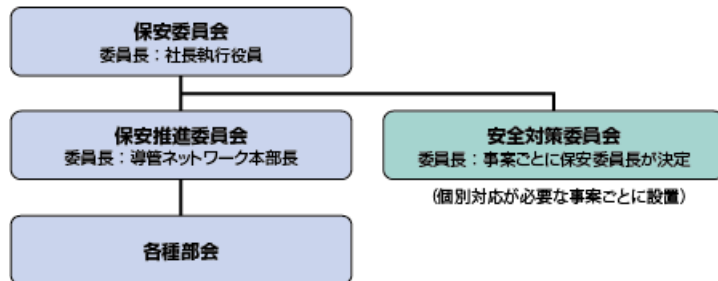 保安委員会
委員長：社長執行役員
保安推進委員会
委員長：導管ネットワーク本部長
安全対策委員会
委員長：事案ごとに保安委員長が決定
(個別対応が必要な事案ごとに設置)
各種部会